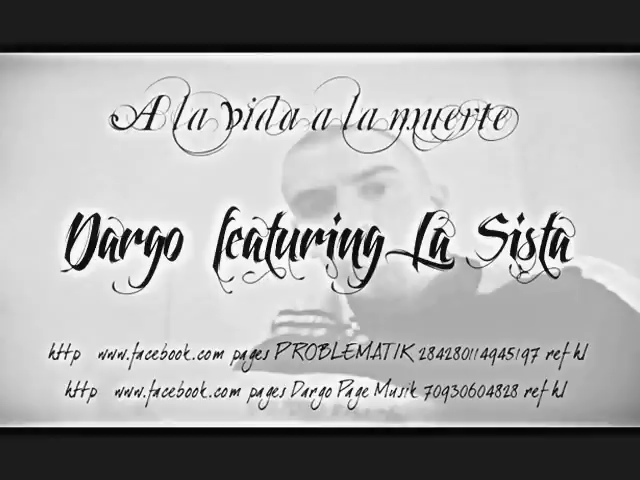 A la vida a la muerte
Dargo featuring La Sista
http www.facebook.com pages PROBLEMATIK 284280114945197 ref hl
http www.facebook.com pages Dargo Page Musik 70930604828 ref hl